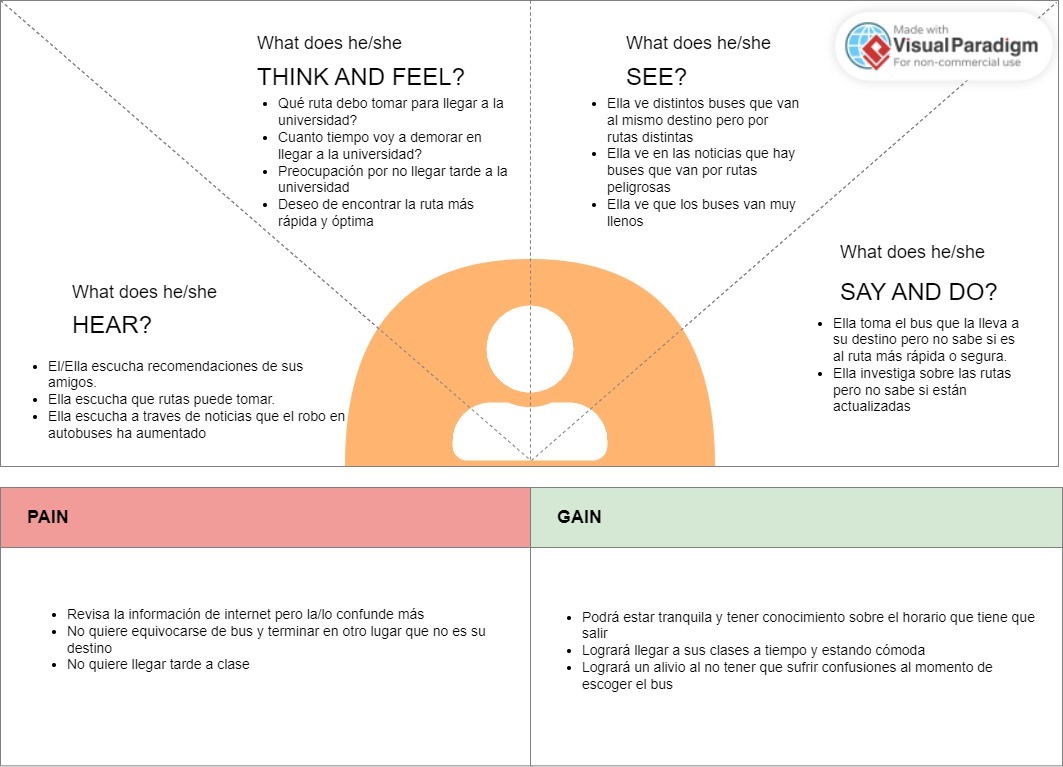 What does he/she
THINK AND FEEL?
Qué ruta debo tomar para llegar a la
universidad?
Cuanto tiempo voy a demorar en
llegar a la universidad?
Preocupación por no llegar tarde a la
universidad
Deseo de encontrar la ruta más
rápida y óptima
What does he/she
SEE?
Ella ve distintos buses que van
al mismo destino pero por
rutas distintas
Ella ve en las noticias que hay
buses que van por rutas
peligrosas
Ella ve que los buses van muy
llenos
Made with
Visual Paradigm
For non-commercial use
What does he/she
HEAR?
El/Ella escucha recomendaciones de sus
amigos.
Ella escucha que rutas puede tomar.
Ella escucha a traves de noticias que el robo en
autobuses ha aumentado
What does he/she
SAY AND DO?
Ella toma el bus que la lleva a
su destino pero no sabe si es
al ruta más rápida o segura.
Ella investiga sobre las rutas
pero no sabe si están
actualizadas
PAIN
Revisa la información de internet pero la/lo confunde más
No quiere equivocarse de bus y terminar en otro lugar que no es su
destino
No quiere llegar tarde a clase
GAIN
Podrá estar tranquila y tener conocimiento sobre el horario que tiene que
salir
Logrará llegar a sus clases a tiempo y estando cómoda
Logrará un alivio al no tener que sufrir confusiones al momento de
escoger el bus